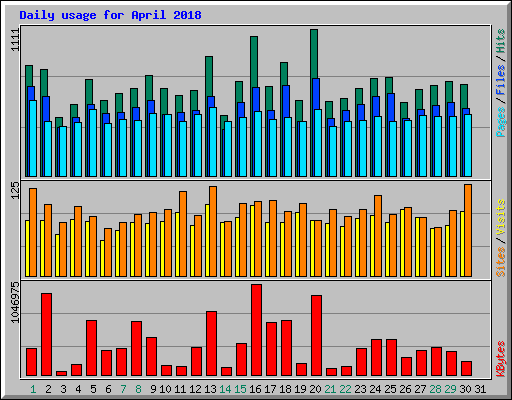 Daily usage for April 2018
1111
Pages / Files / Hits
125
Sites / Visits
1046975
KBytes
1 2 3 4 5 6 7 8 9 10 11 12 13 14 15 16 17 18 19 20 21 22 23 24 25 26 27 28 29 30 31